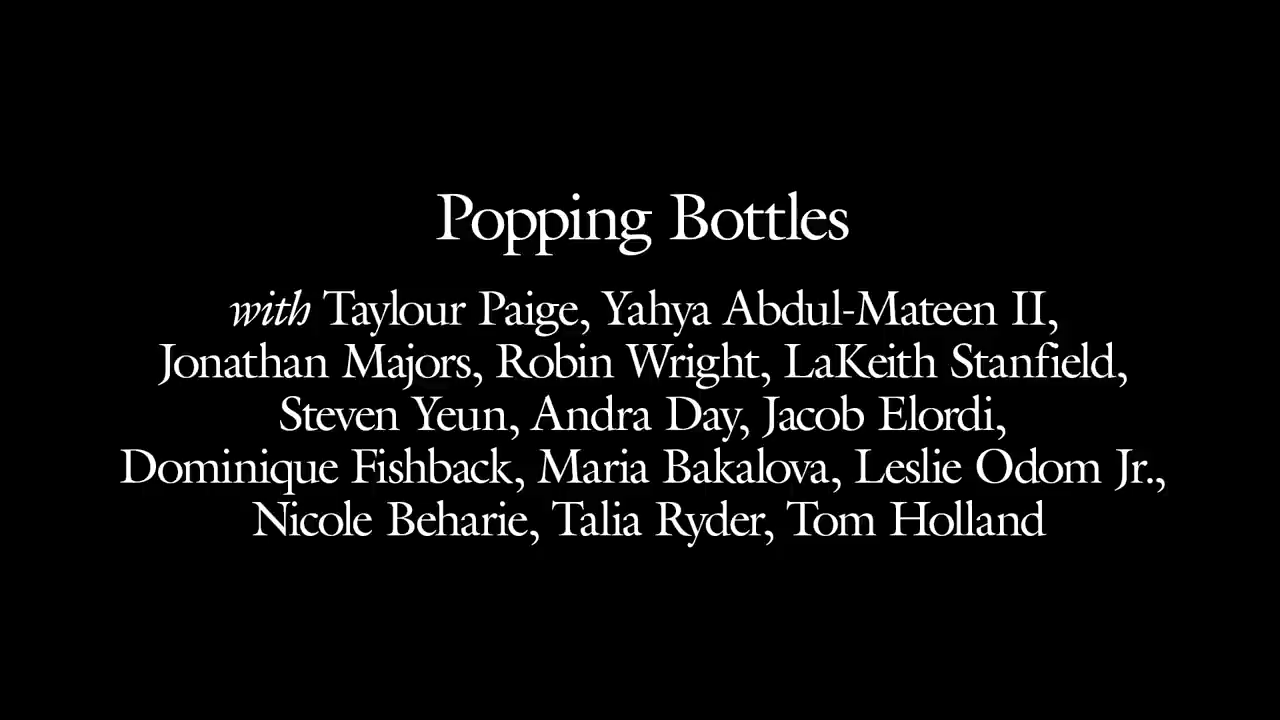 Popping Bottles
with Taylour Paige, Yahya Abdul-Mateen II,
Jonathan Majors, Robin Wright, LaKeith Stanfield,
Steven Yeun, Andra Day, Jacob Elordi,
Dominique Fishback, Maria Bakalova, Leslie Odom Jr.,
Nicole Beharie, Talia Ryder, Tom Holland